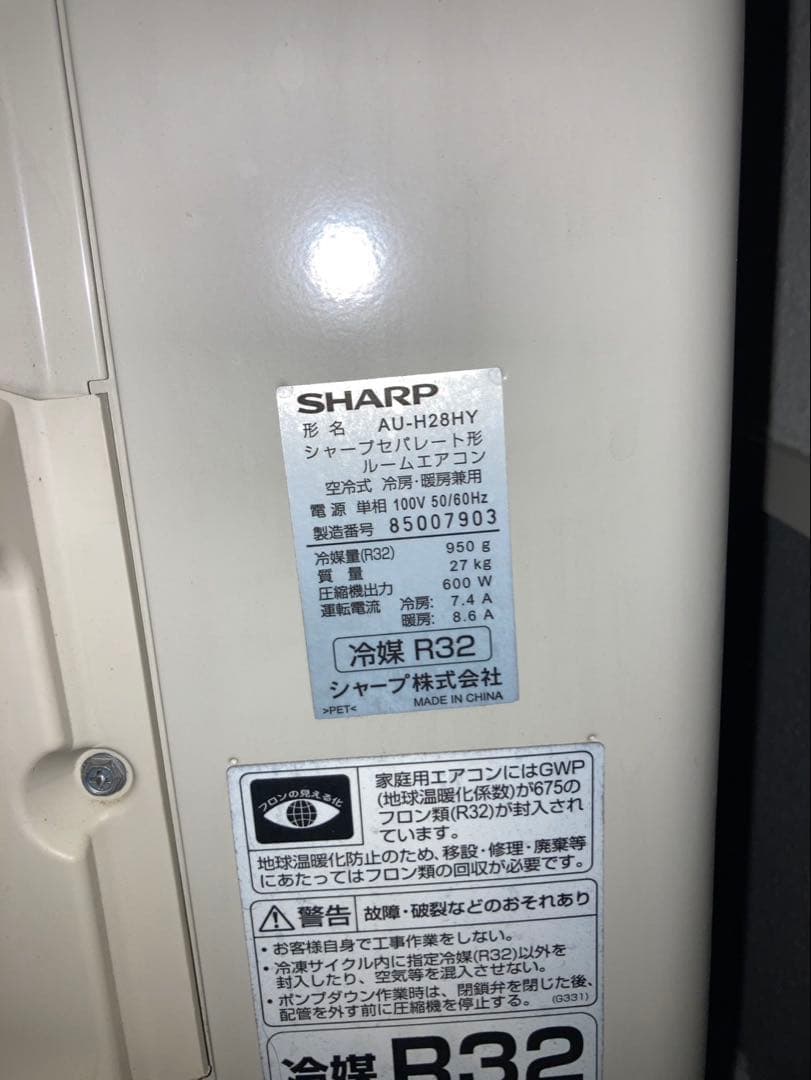 SHARP
形名 AU-H28HY
シャープセパレート形
ルームエアコン
空冷式 冷房・暖房兼用
電源 単相 100V 50/60Hz
製造番号 85007903
冷媒量(R32) 950 g
質量 27 kg
圧縮機出力 600 W
運転電流 冷房: 7.4 A
暖房: 8.6 A
冷媒 R32
シャープ株式会社
>PET< MADE IN CHINA
フロンの見える化
家庭用エアコンにはGWP
(地球温暖化係数)が675の
フロン類(R32)が封入され
ています。
地球温暖化防止のため、移設・修理・廃棄等
にあたってはフロン類の回収が必要です。
警告 故障・破裂などのおそれあり
・お客様自身で工事作業をしない。
・冷凍サイクル内に指定冷媒(R32)以外を
封入したり、空気等を混入させない。
・ポンプダウン作業時は、閉鎖弁を閉じた後、
配管を外す前に圧縮機を停止する。 (G331)
冷媒 R32